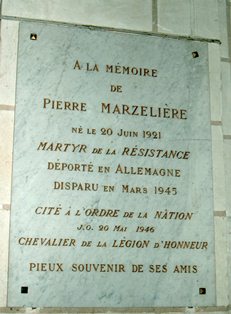 A LA MÉMOIRE
DE
PIERRE MARZELIÈRE
NÉ LE 20 JUIN 1921
MARTYR DE LA RÉSISTANCE
DÉPORTÉ EN ALLEMAGNE
DISPARU EN MARS 1945
CITÉ À L'ORDRE DE LA NATION
J.O. 20 MAI 1946
CHEVALIER DE LA LÉGION D'HONNEUR
PIEUX SOUVENIR DE SES AMIS